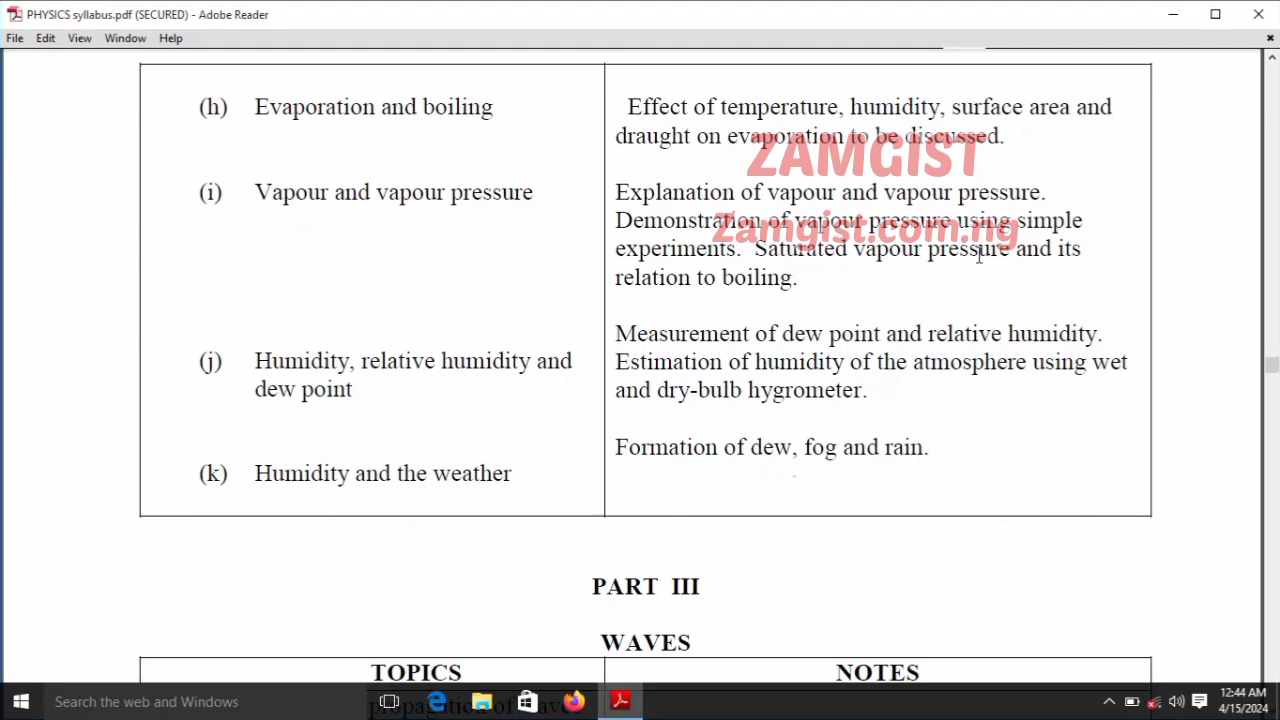 PHYSICS syllabus.pdf (SECURED) - Adobe Reader
File Edit View Window Help
(h) Evaporation and boiling
Effect of temperature, humidity, surface area and
draught on evaporation to be discussed.
ZAMGIST
(i) Vapour and vapour pressure
Explanation of vapour and vapour pressure.
Demonstration of vapour pressure using simple
Zamgist.com.ng
experiments. Saturated vapour pressure and its
relation to boiling.
(j) Humidity, relative humidity and
dew point
Measurement of dew point and relative humidity.
Estimation of humidity of the atmosphere using wet
and dry-bulb hygrometer.
(k) Humidity and the weather
Formation of dew, fog and rain.
PART III
WAVES
TOPICS NOTES
propagation of
Search the web and Windows
12:44 AM
4/15/2024